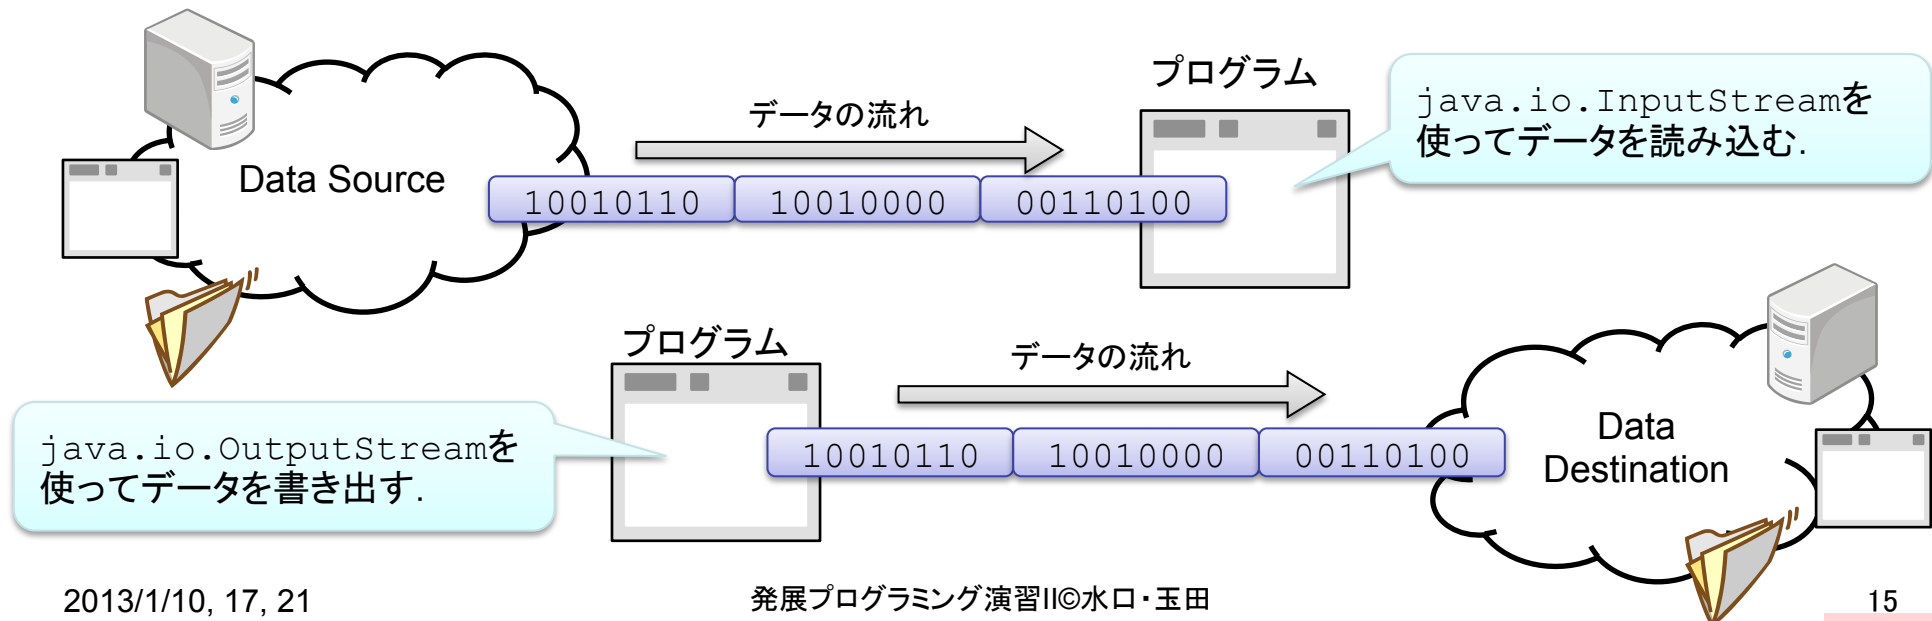 プログラム
データの流れ
java.io.InputStreamを
使ってデータを読み込む.
Data Source
10010110 10010000 00110100
プログラム
データの流れ
java.io.OutputStreamを
使ってデータを書き出す.
10010110 10010000 00110100
Data
Destination
2013/1/10, 17, 21
発展プログラミング演習II©水口・玉田
15